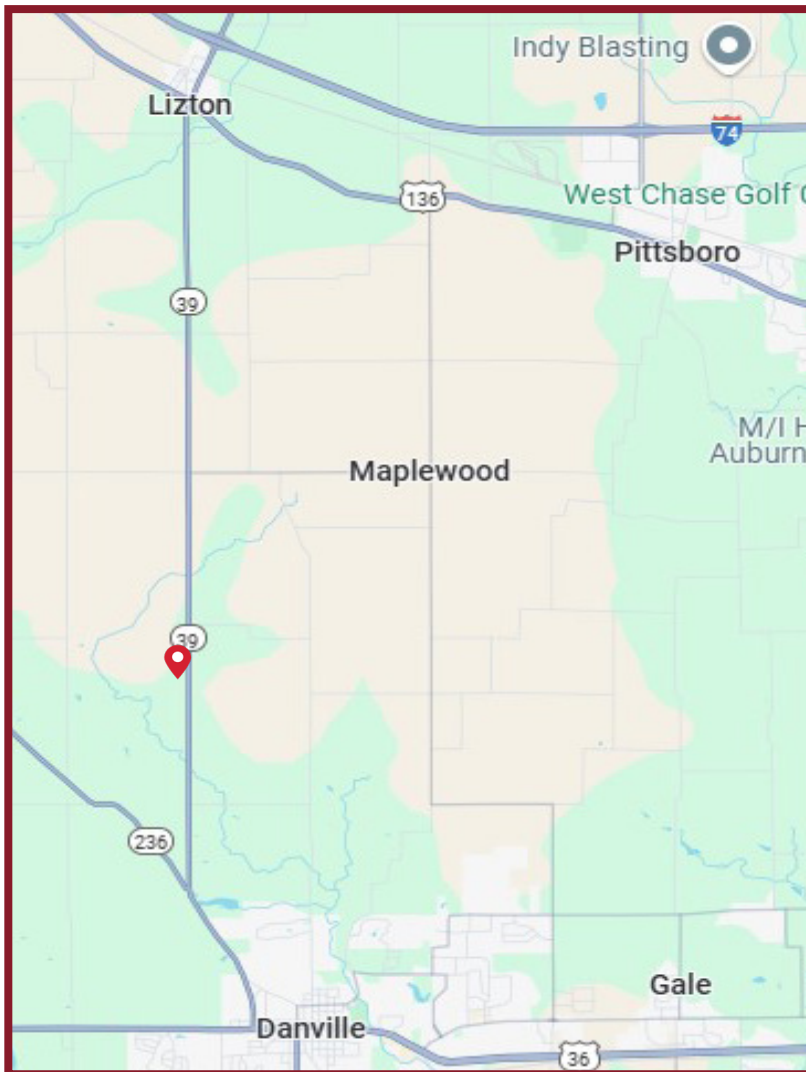 Indy Blasting
Lizton
74
136
West Chase Golf
Pittsboro
39
M/I
Auburn
Maplewood
39
236
Gale
Danville
36